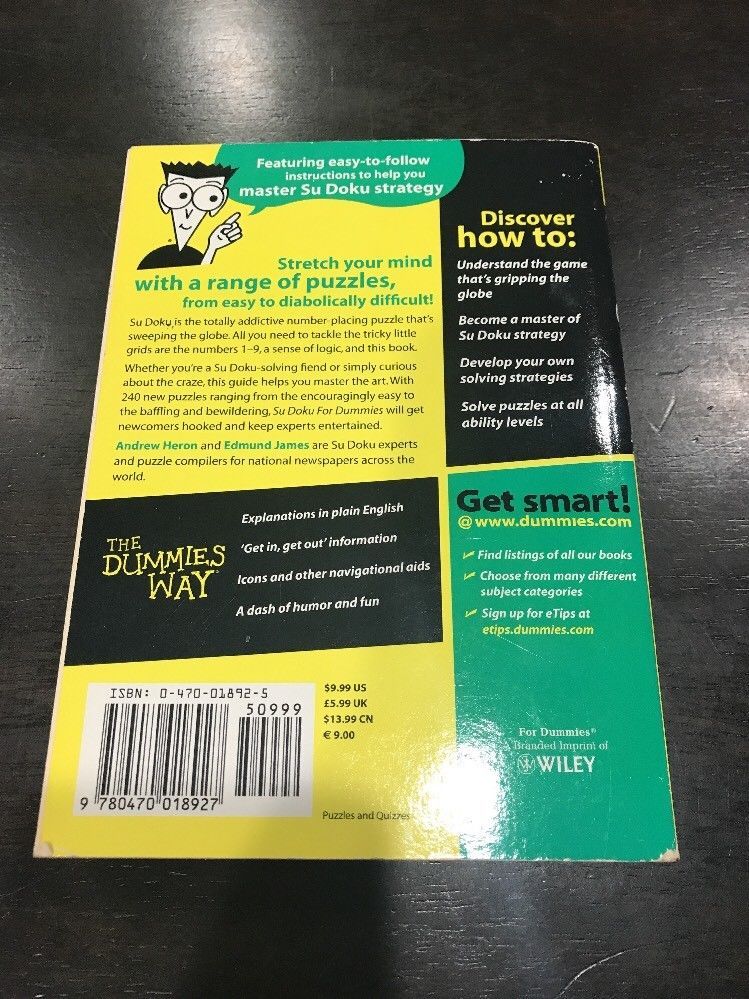 Featuring easy-to-follow
instructions to help you
master Su Doku strategy
Stretch your mind
with a range of puzzles,
from easy to diabolically difficult!
Su Doku is the totally addictive number-placing puzzle that's
sweeping the globe. All you need to tackle the tricky little
grids are the numbers 1–9, a sense of logic, and this book.
Whether you're a Su Doku-solving fiend or simply curious
about the craze, this guide helps you master the art. With
240 new puzzles ranging from the encouragingly easy to
the baffling and bewildering, Su Doku For Dummies will get
newcomers hooked and keep experts entertained.
Andrew Heron and Edmund James are Su Doku experts
and puzzle compilers for national newspapers across the
world.
THE
DUMMIES
WAY
Explanations in plain English
'Get in, get out' information
Icons and other navigational aids
A dash of humor and fun
ISBN: 0-470-01892-5
50999
9 780470 018927
$9.99 US
£5.99 UK
$13.99 CN
€ 9.00
Puzzles and Quizzes
Discover
how to:
Understand the game
that's gripping the
globe
Become a master of
Su Doku strategy
Develop your own
solving strategies
Solve puzzles at all
ability levels
Get smart!
@www.dummies.com
Find listings of all our books
Choose from many different
subject categories
Sign up for eTips at
etips.dummies.com
For Dummies®
A Branded Imprint of
WILEY